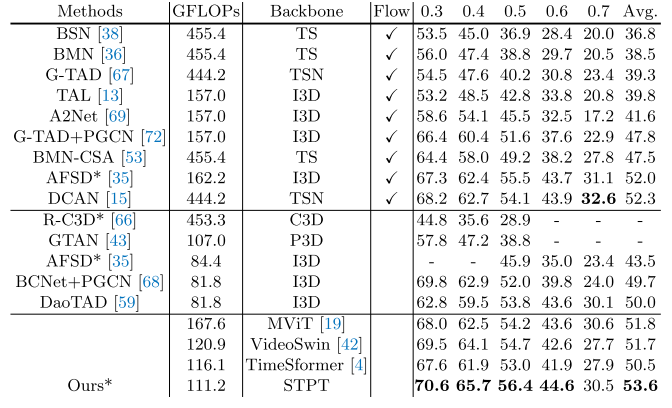 Methods GFLOPs Backbone Flow 0.3 0.4 0.5 0.6 0.7 Avg.
BSN [38] 455.4 TS ✓ 53.5 45.0 36.9 28.4 20.0 36.8
BMN [36] 455.4 TS ✓ 56.0 47.4 38.8 29.7 20.5 38.5
G-TAD [67] 444.2 TSN ✓ 54.5 47.6 40.2 30.8 23.4 39.3
TAL [13] 157.0 I3D ✓ 53.2 48.5 42.8 33.8 20.8 39.8
A2Net [69] 157.0 I3D ✓ 58.6 54.1 45.5 32.5 17.2 41.6
G-TAD+PGCN [72] 157.0 I3D ✓ 66.4 60.4 51.6 37.6 22.9 47.8
BMN-CSA [53] 455.4 TS ✓ 64.4 58.0 49.2 38.2 27.8 47.5
AFSD* [35] 162.2 I3D ✓ 67.3 62.4 55.5 43.7 31.1 52.0
DCAN [15] 444.2 TSN ✓ 68.2 62.7 54.1 43.9 32.6 52.3
R-C3D* [66] 453.3 C3D 44.8 35.6 28.9 - - -
GTAN [43] 107.0 P3D 57.8 47.2 38.8 - - -
AFSD* [35] 84.4 I3D - - 45.9 35.0 23.4 43.5
BCNet+PGCN [68] 81.8 I3D 69.8 62.9 52.0 39.8 24.0 49.7
DaoTAD [59] 81.8 I3D 62.8 59.5 53.8 43.6 30.1 50.0
167.6 MViT [19] 68.0 62.5 54.2 43.6 30.6 51.8
120.9 VideoSwin [42] 69.5 64.1 54.7 42.6 27.7 51.7
116.1 TimeSformer [4] 67.6 61.9 53.0 41.9 27.9 50.5
Ours* 111.2 STPT 70.6 65.7 56.4 44.6 30.5 53.6